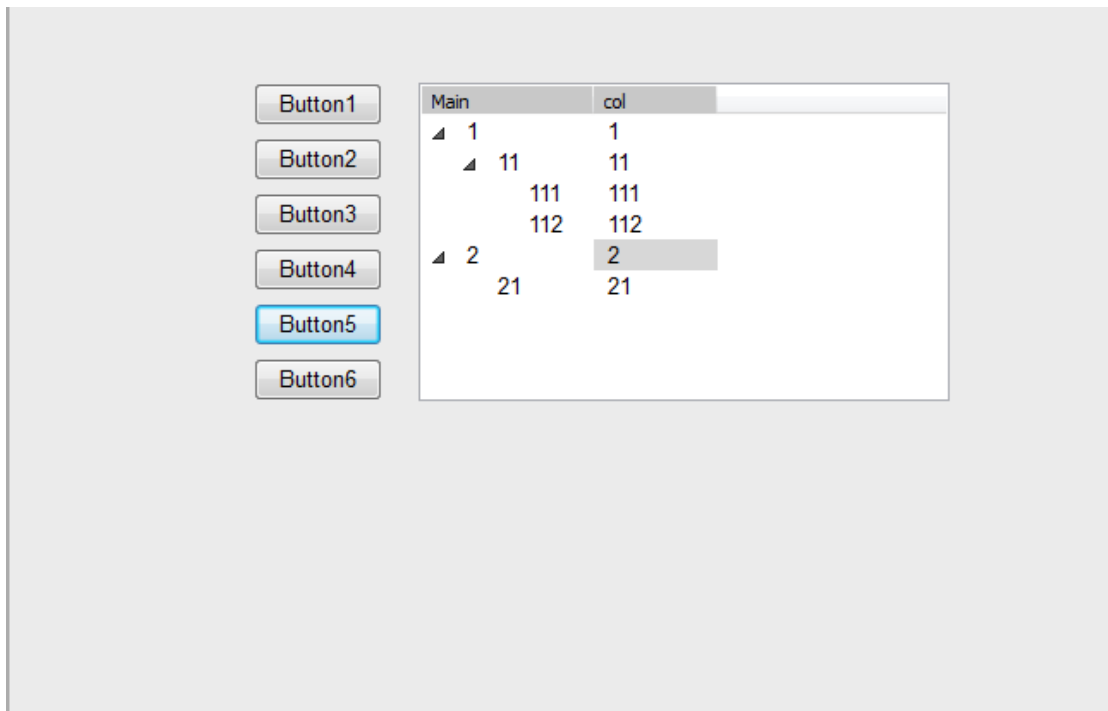 Button1
Button2
Button3
Button4
Button5
Button6
Main col
1 1
11 11
111 111
112 112
2 2
21 21